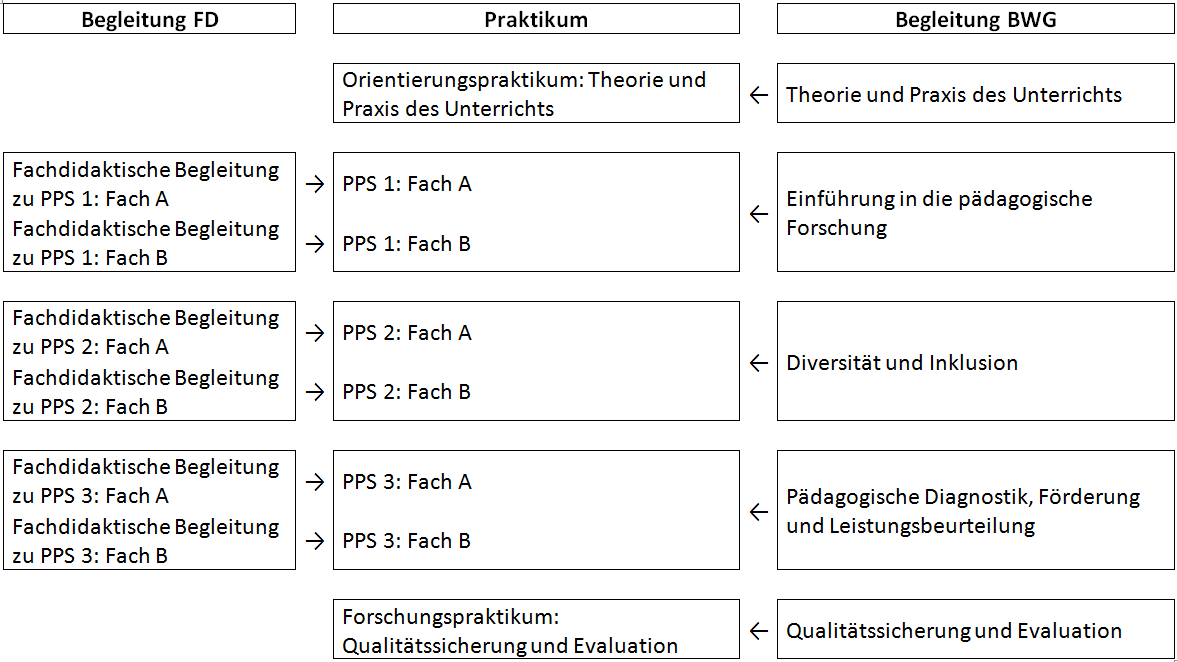 Begleitung FD
Praktikum
Begleitung BWG
Orientierungspraktikum: Theorie und
Praxis des Unterrichts
←
Theorie und Praxis des Unterrichts
Fachdidaktische Begleitung
zu PPS 1: Fach A
Fachdidaktische Begleitung
zu PPS 1: Fach B
→
→
PPS 1: Fach A
PPS 1: Fach B
←
Einführung in die pädagogische
Forschung
Fachdidaktische Begleitung
zu PPS 2: Fach A
Fachdidaktische Begleitung
zu PPS 2: Fach B
→
→
PPS 2: Fach A
PPS 2: Fach B
←
Diversität und Inklusion
Fachdidaktische Begleitung
zu PPS 3: Fach A
Fachdidaktische Begleitung
zu PPS 3: Fach B
→
→
PPS 3: Fach A
PPS 3: Fach B
←
Pädagogische Diagnostik, Förderung
und Leistungsbeurteilung
Forschungspraktikum:
Qualitätssicherung und Evaluation
←
Qualitätssicherung und Evaluation